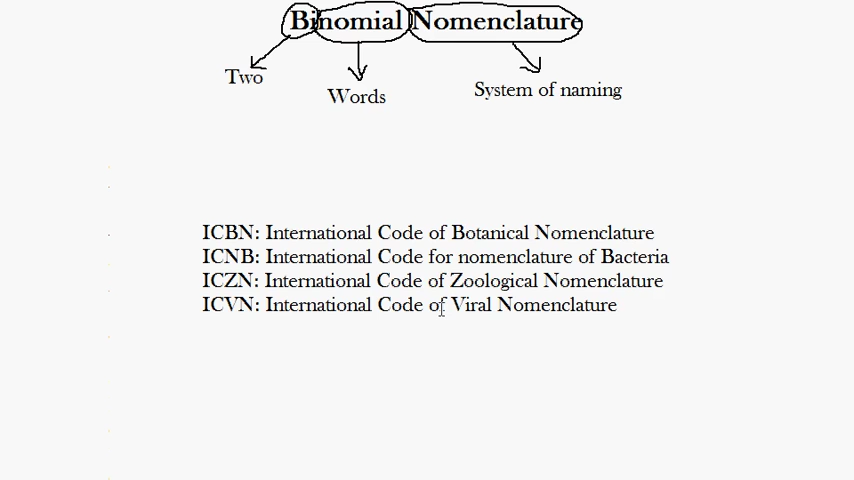 Binomial Nomenclature
Two
Words
System of naming
ICBN: International Code of Botanical Nomenclature
ICNB: International Code for nomenclature of Bacteria
ICZN: International Code of Zoological Nomenclature
ICVN: International Code of Viral Nomenclature